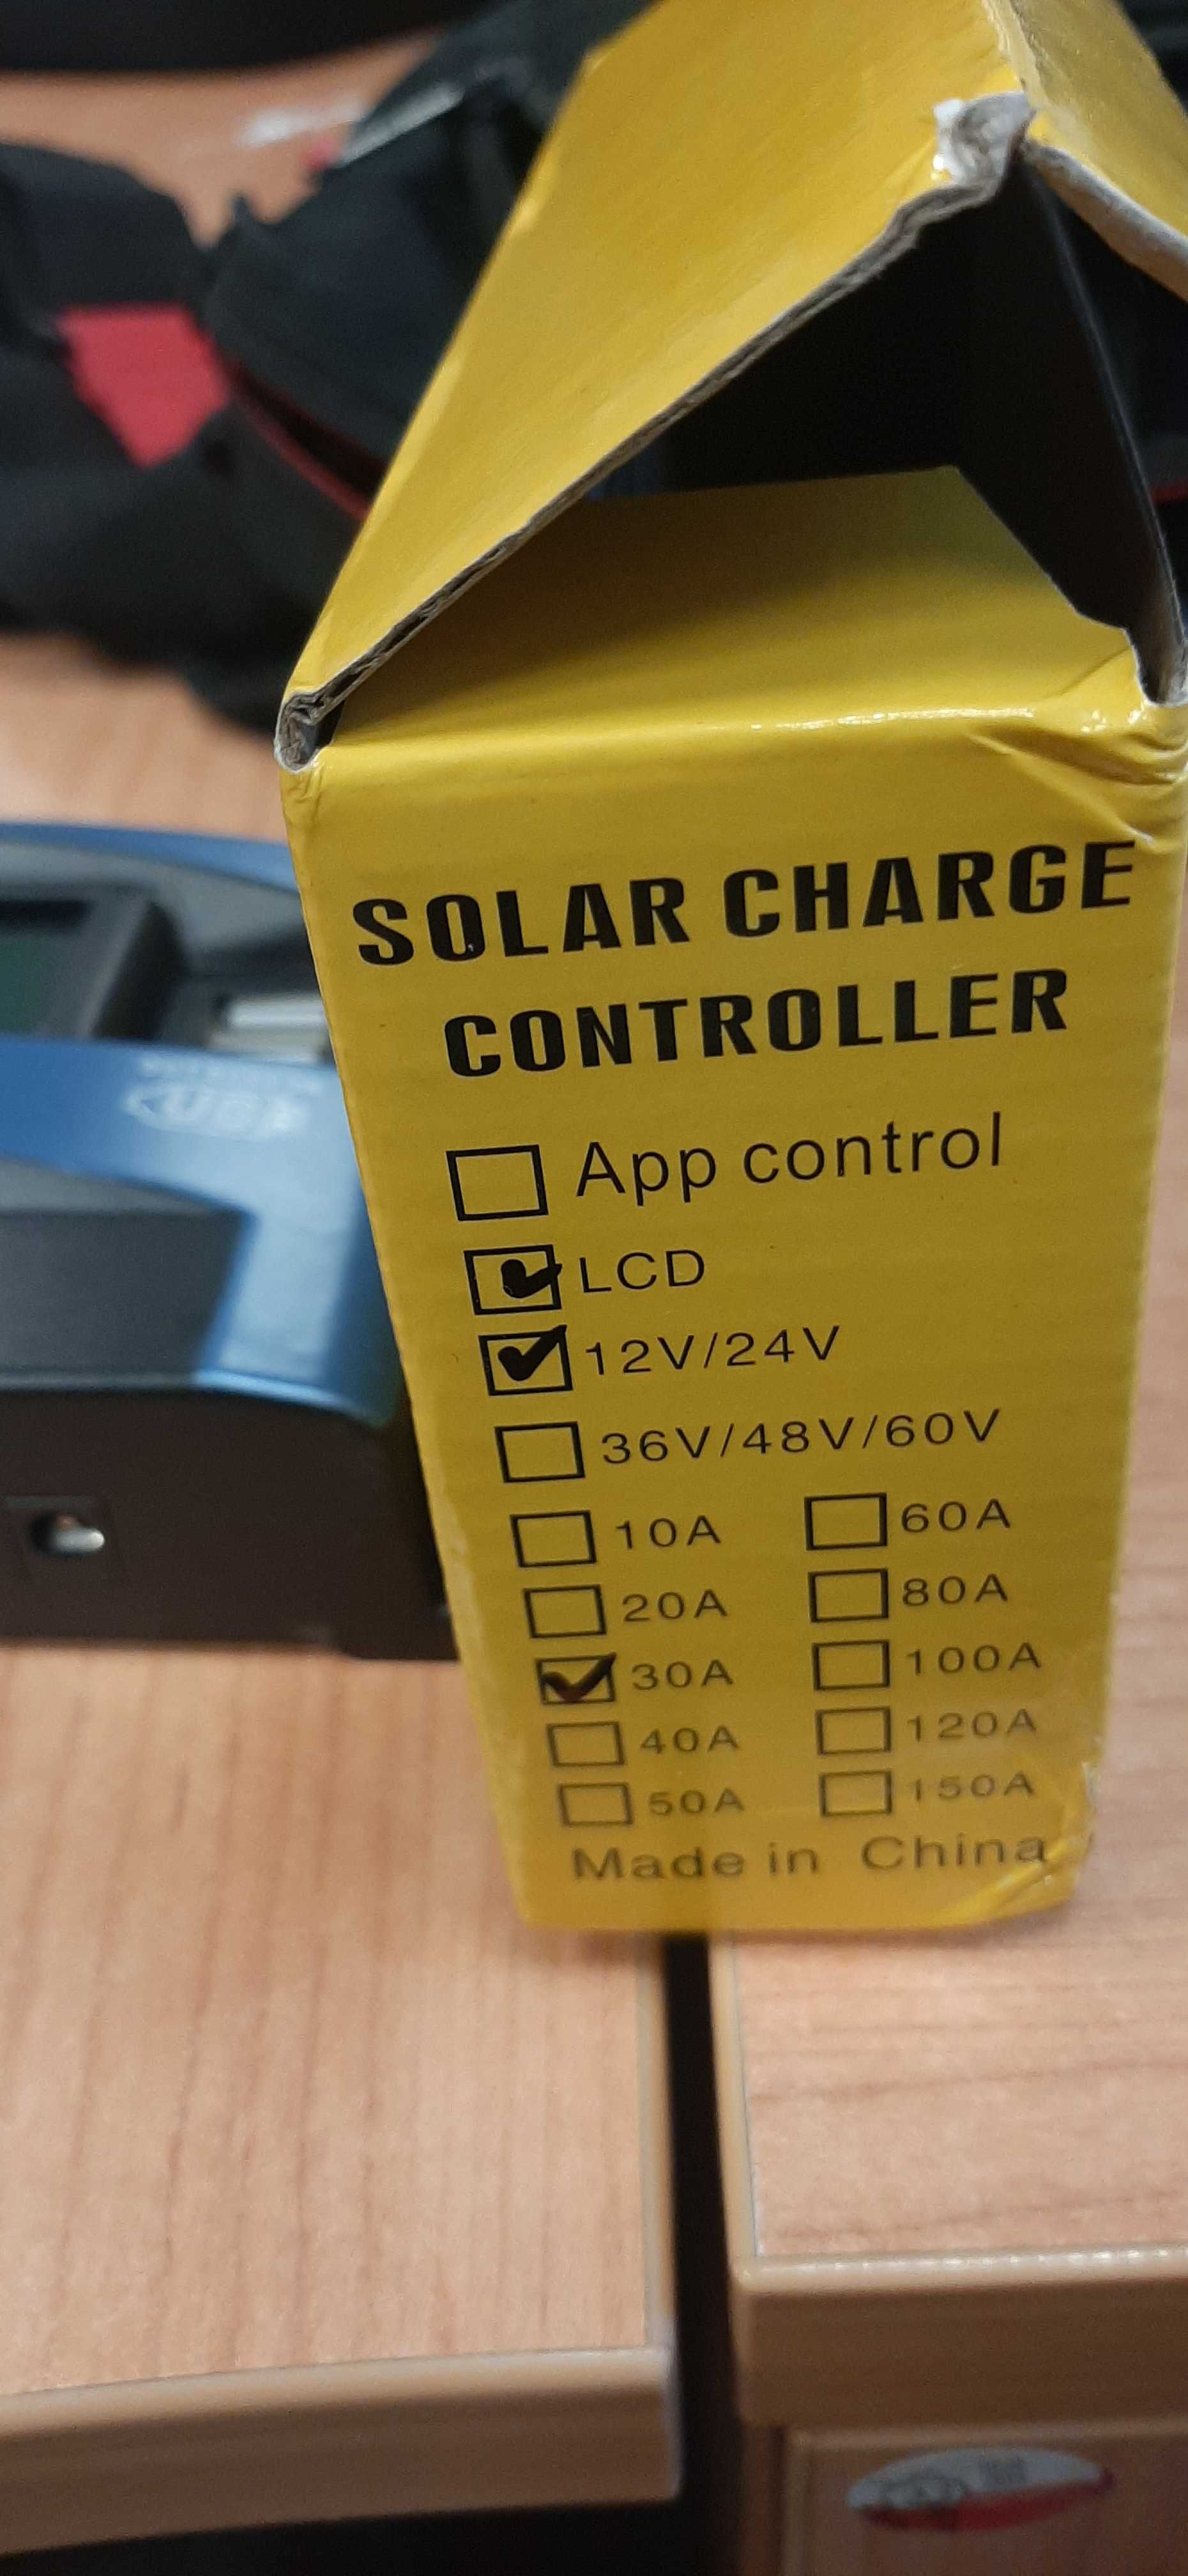 SOLAR CHARGE
CONTROLLER
App control
LCD
12V/24V
36V/48V/60V
10A 60A
20A 80A
30A 100A
40A 120A
50A 150A
Made in China